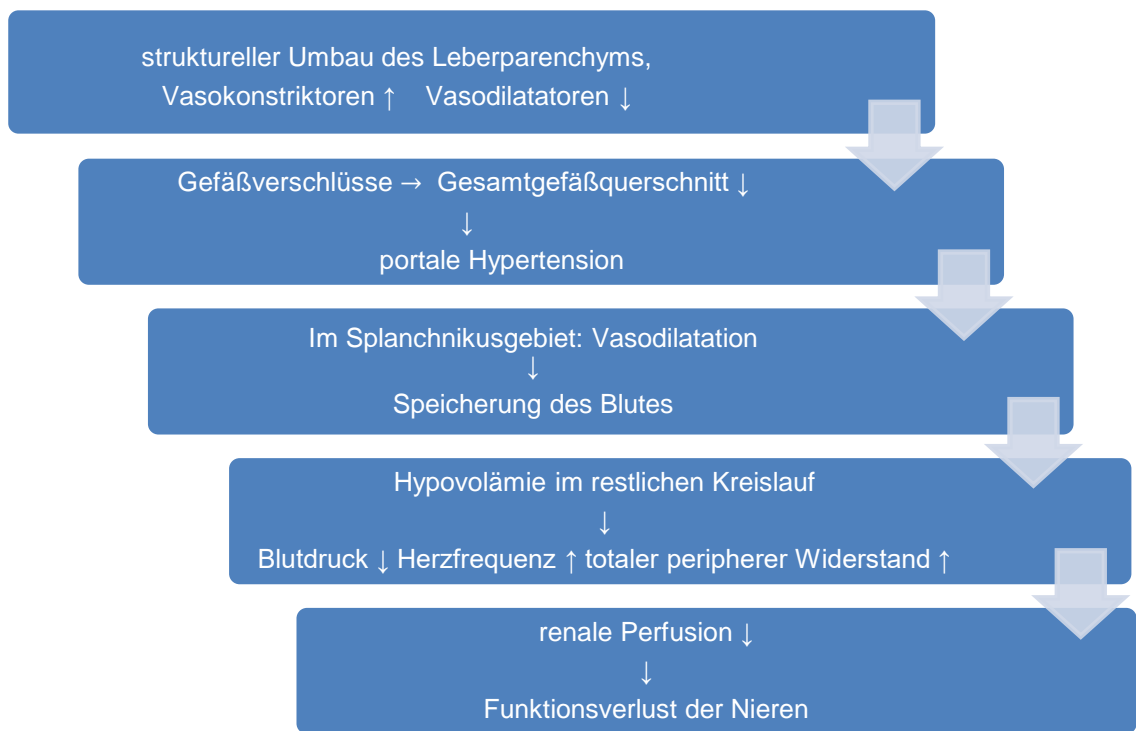 struktureller Umbau des Leberparenchyms,
Vasokonstriktoren ↑ Vasodilatatoren ↓
Gefäßverschlüsse → Gesamtgefäßquerschnitt ↓
↓
portale Hypertension
Im Splanchnikusgebiet: Vasodilatation
↓
Speicherung des Blutes
Hypovolämie im restlichen Kreislauf
↓
Blutdruck ↓ Herzfrequenz ↑ totaler peripherer Widerstand ↑
renale Perfusion ↓
↓
Funktionsverlust der Nieren